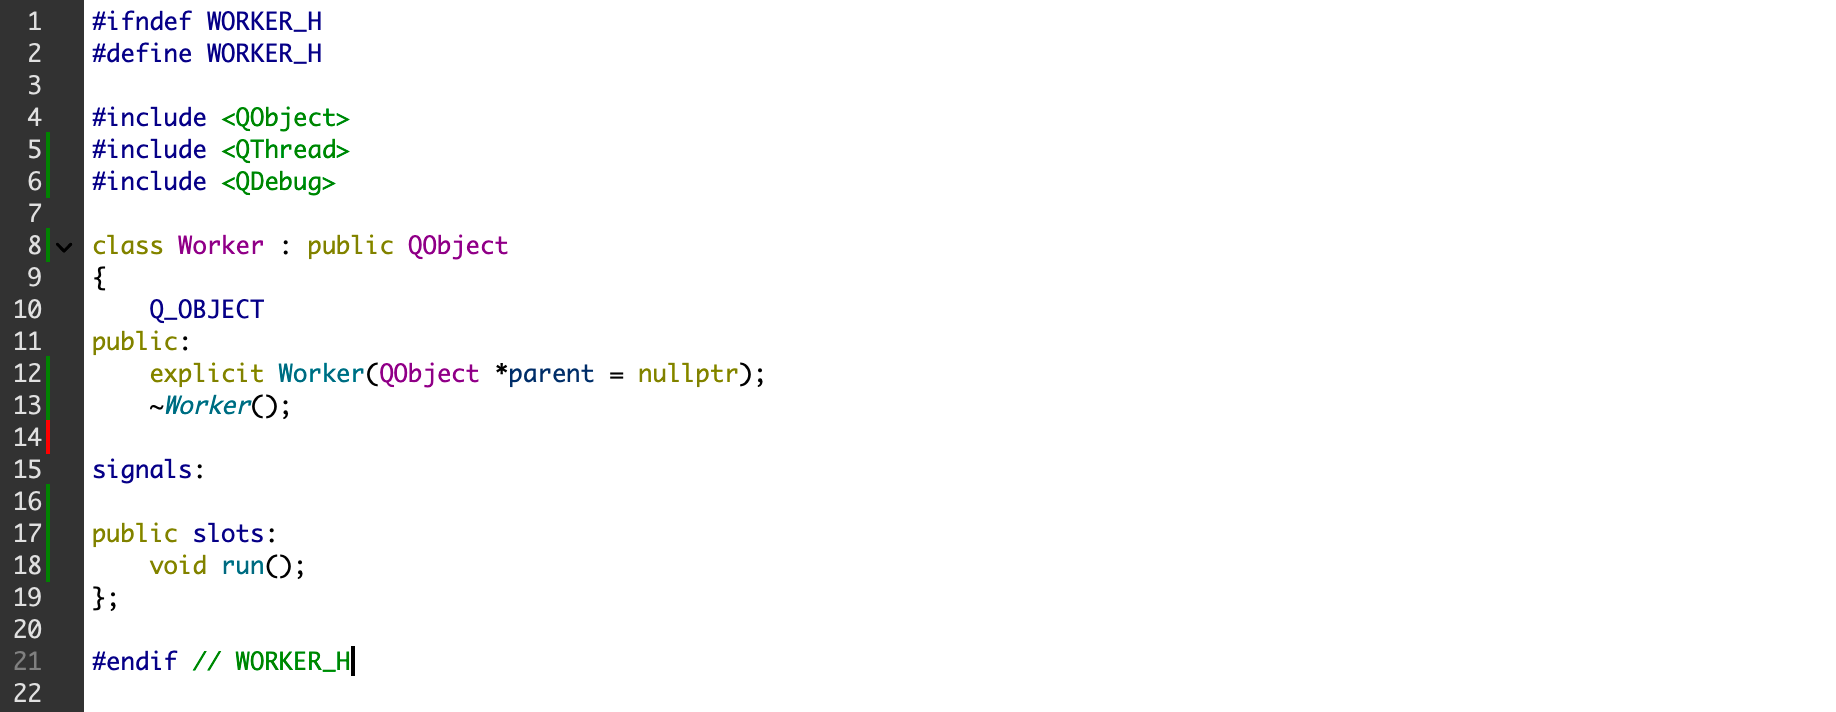 1 #ifndef WORKER_H
2 #define WORKER_H
3
4 #include <QObject>
5 #include <QThread>
6 #include <QDebug>
7
8 class Worker : public QObject
9 {
10     Q_OBJECT
11 public:
12     explicit Worker(QObject *parent = nullptr);
13     ~Worker();
14
15 signals:
16
17 public slots:
18     void run();
19 };
20
21 #endif // WORKER_H
22